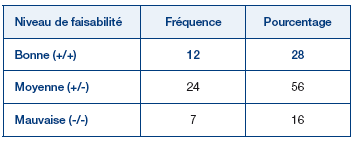 Niveau de faisabilité Fréquence Pourcentage
Bonne (+/+) 12 28
Moyenne (+/-) 24 56
Mauvaise (-/-) 7 16